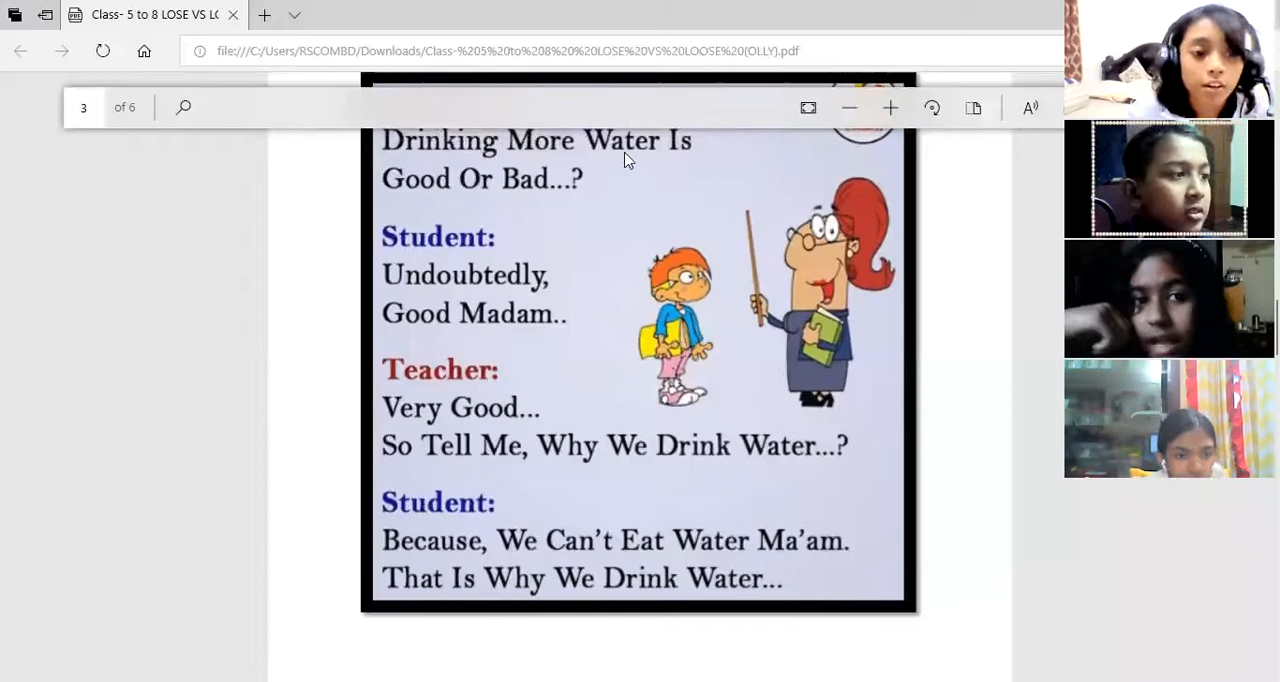 Class- 5 to 8 LOSE VS LO
file:///C:/Users/RSCOMBD/Downloads/Class-%205%20to%208%20%20LOSE%20VS%20LOOSE%20(OLLY).pdf
3 of 6
Drinking More Water Is
Good Or Bad...?
Student:
Undoubtedly,
Good Madam..
Teacher:
Very Good...
So Tell Me, Why We Drink Water...?
Student:
Because, We Can't Eat Water Ma'am.
That Is Why We Drink Water...